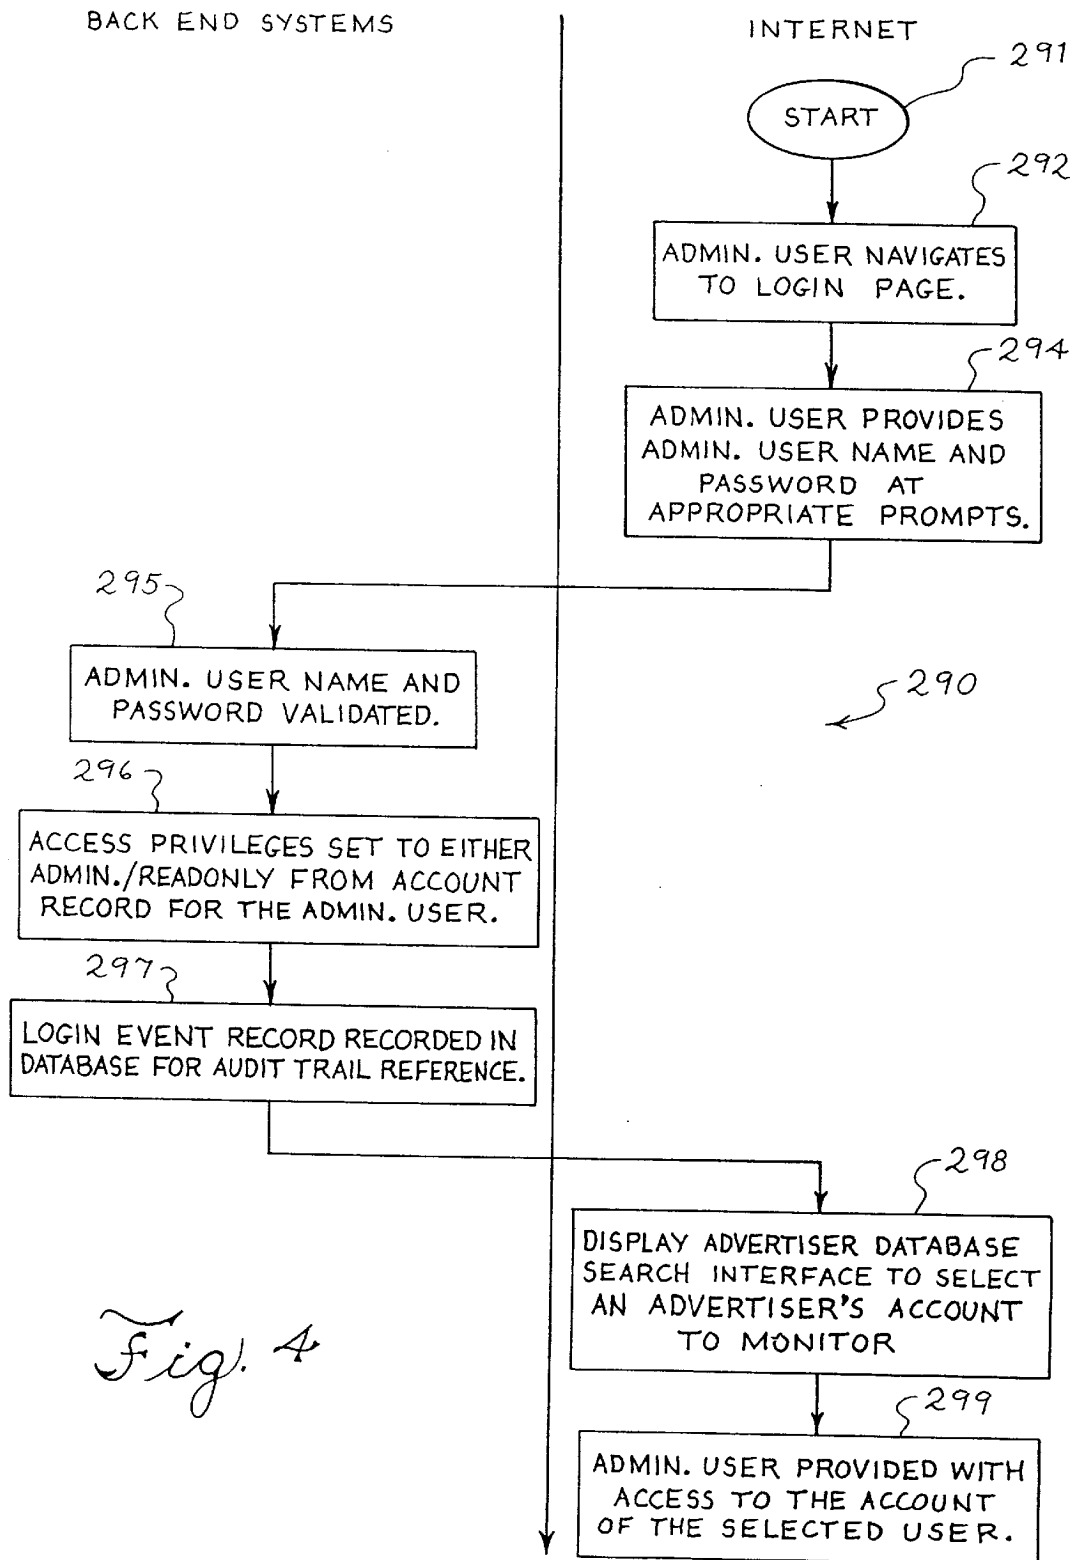 BACK END SYSTEMS
INTERNET
291
START
292
ADMIN. USER NAVIGATES
TO LOGIN PAGE.
294
ADMIN. USER PROVIDES
ADMIN. USER NAME AND
PASSWORD AT
APPROPRIATE PROMPTS.
295
ADMIN. USER NAME AND
PASSWORD VALIDATED.
290
296
ACCESS PRIVILEGES SET TO EITHER
ADMIN./READONLY FROM ACCOUNT
RECORD FOR THE ADMIN. USER.
297
LOGIN EVENT RECORD RECORDED IN
DATABASE FOR AUDIT TRAIL REFERENCE.
298
DISPLAY ADVERTISER DATABASE
SEARCH INTERFACE TO SELECT
AN ADVERTISER'S ACCOUNT
TO MONITOR
Fig. 4
299
ADMIN. USER PROVIDED WITH
ACCESS TO THE ACCOUNT
OF THE SELECTED USER.